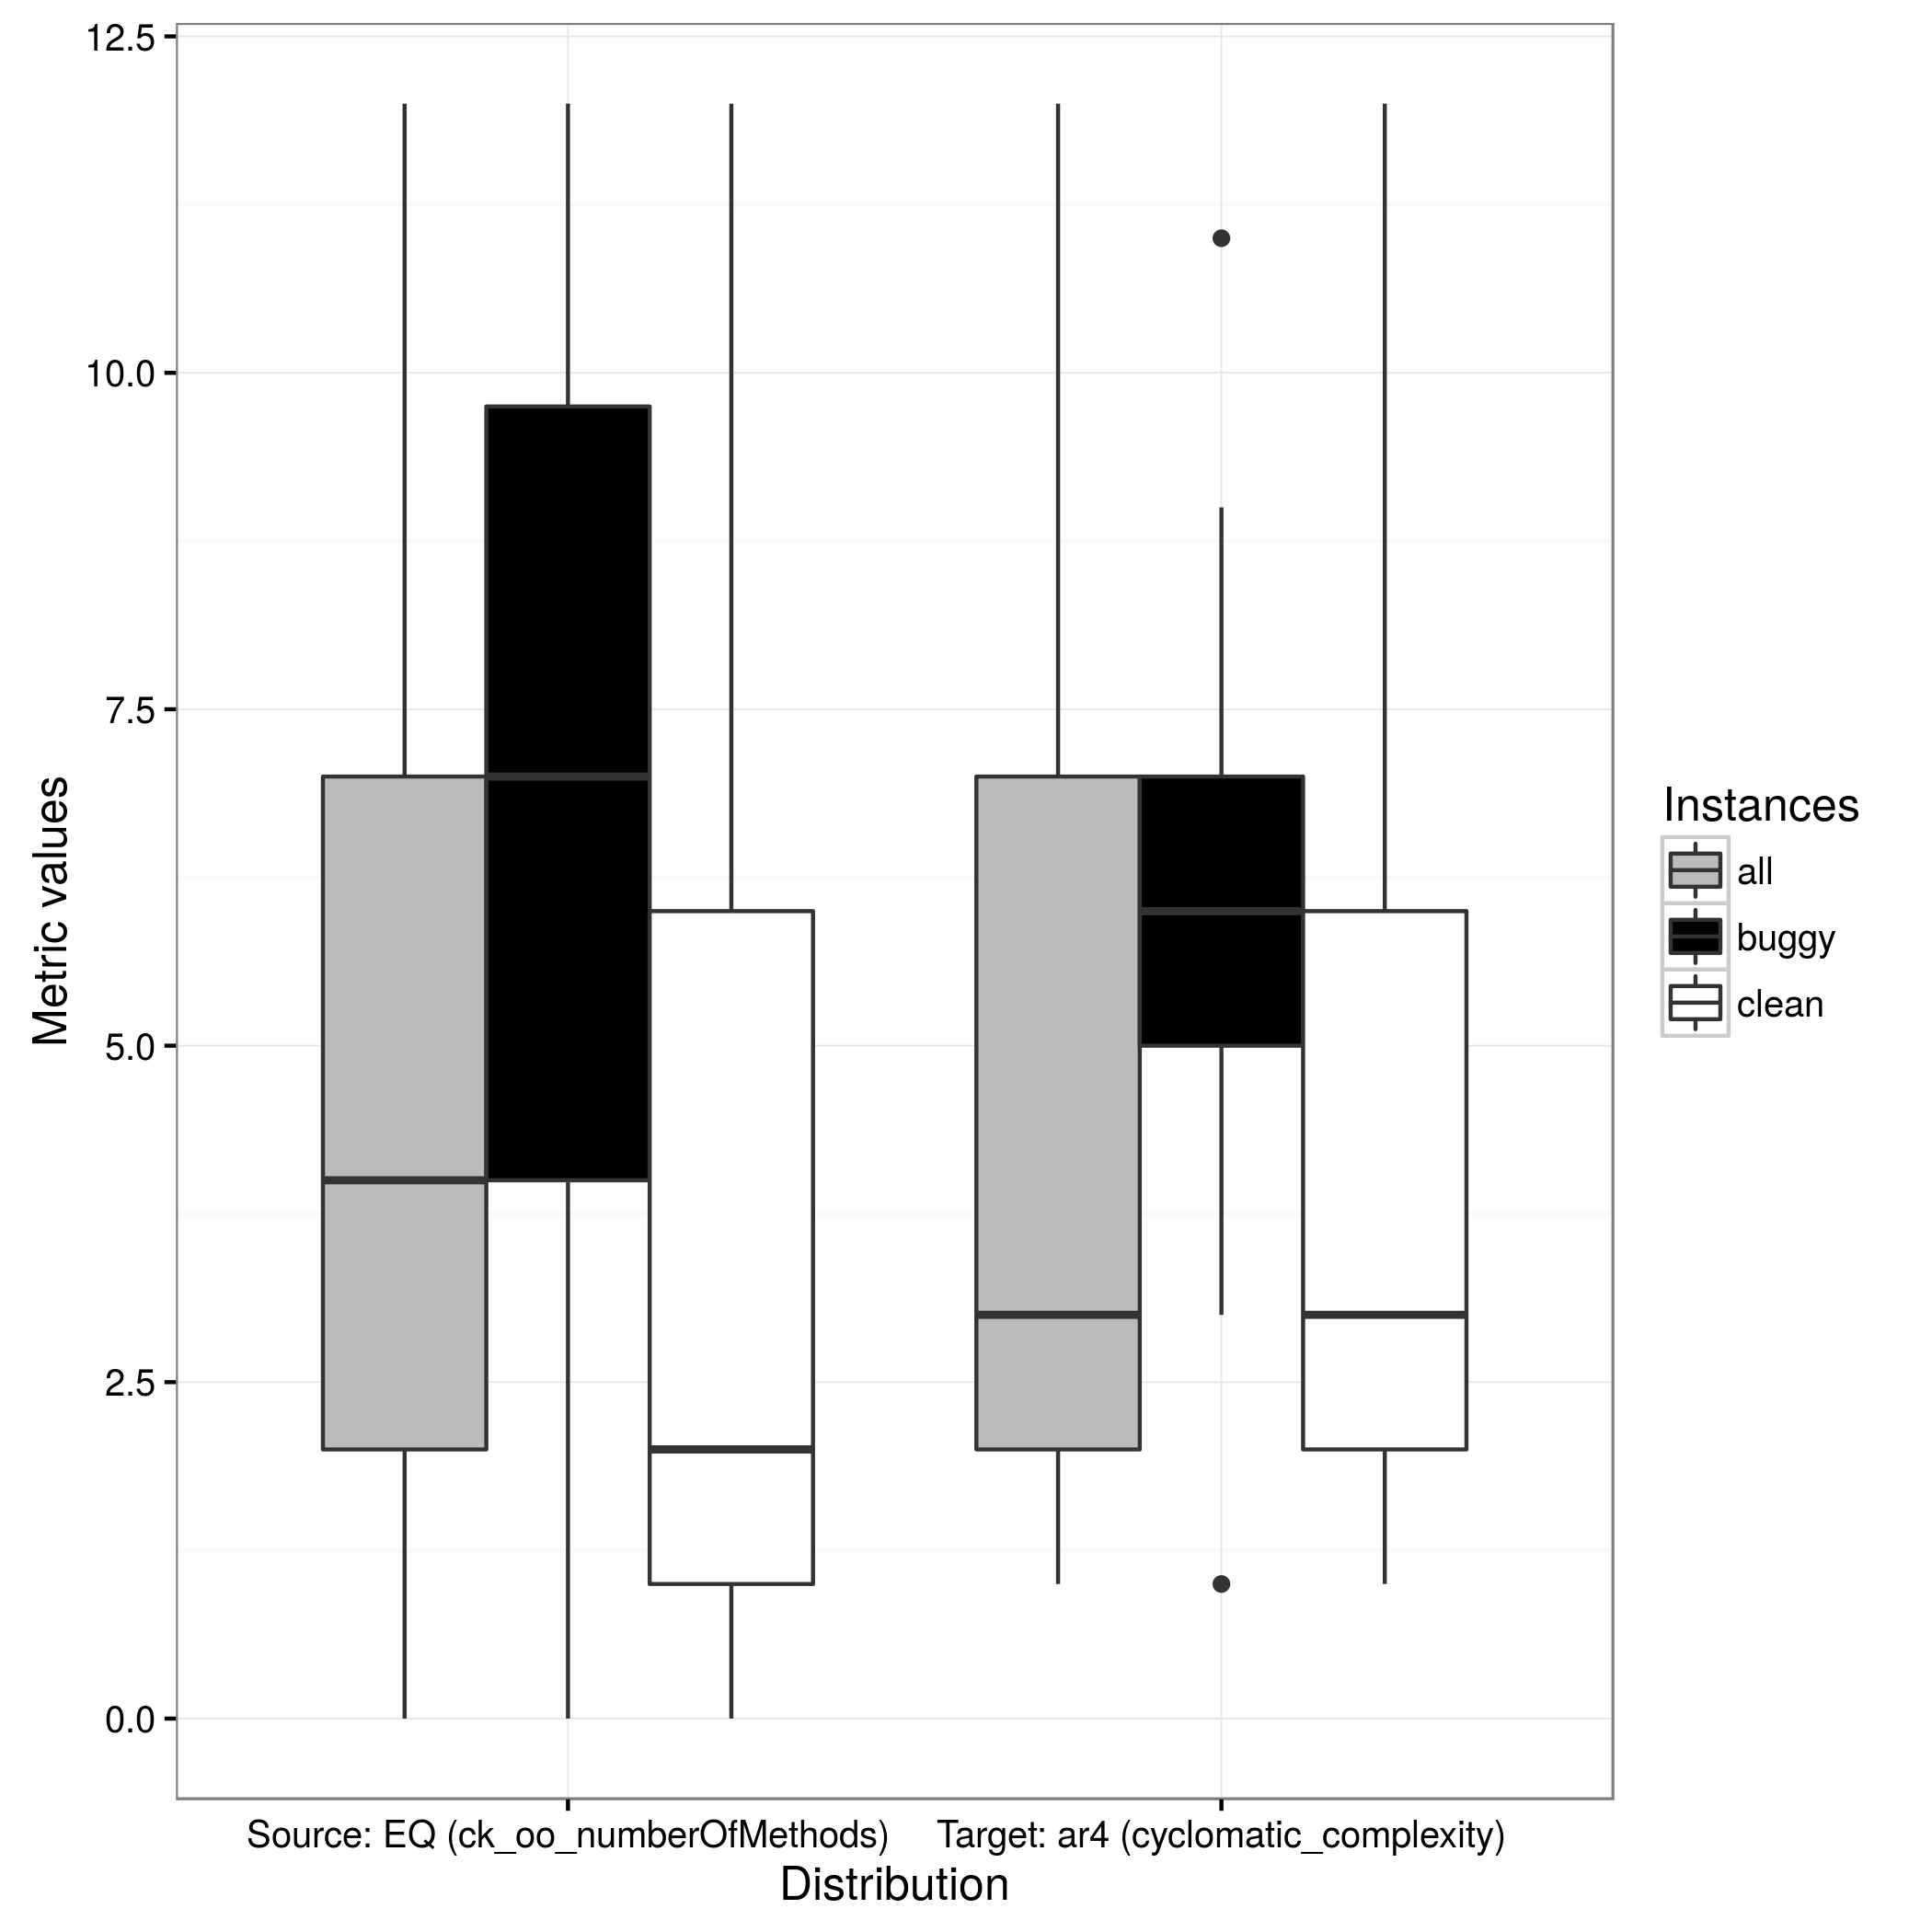 12.5
10.0
7.5
5.0
2.5
0.0
Metric values
Source: EQ (ck_oo_numberOfMethods)
Target: ar4 (cyclomatic_complexity)
Distribution
Instances
all
buggy
clean